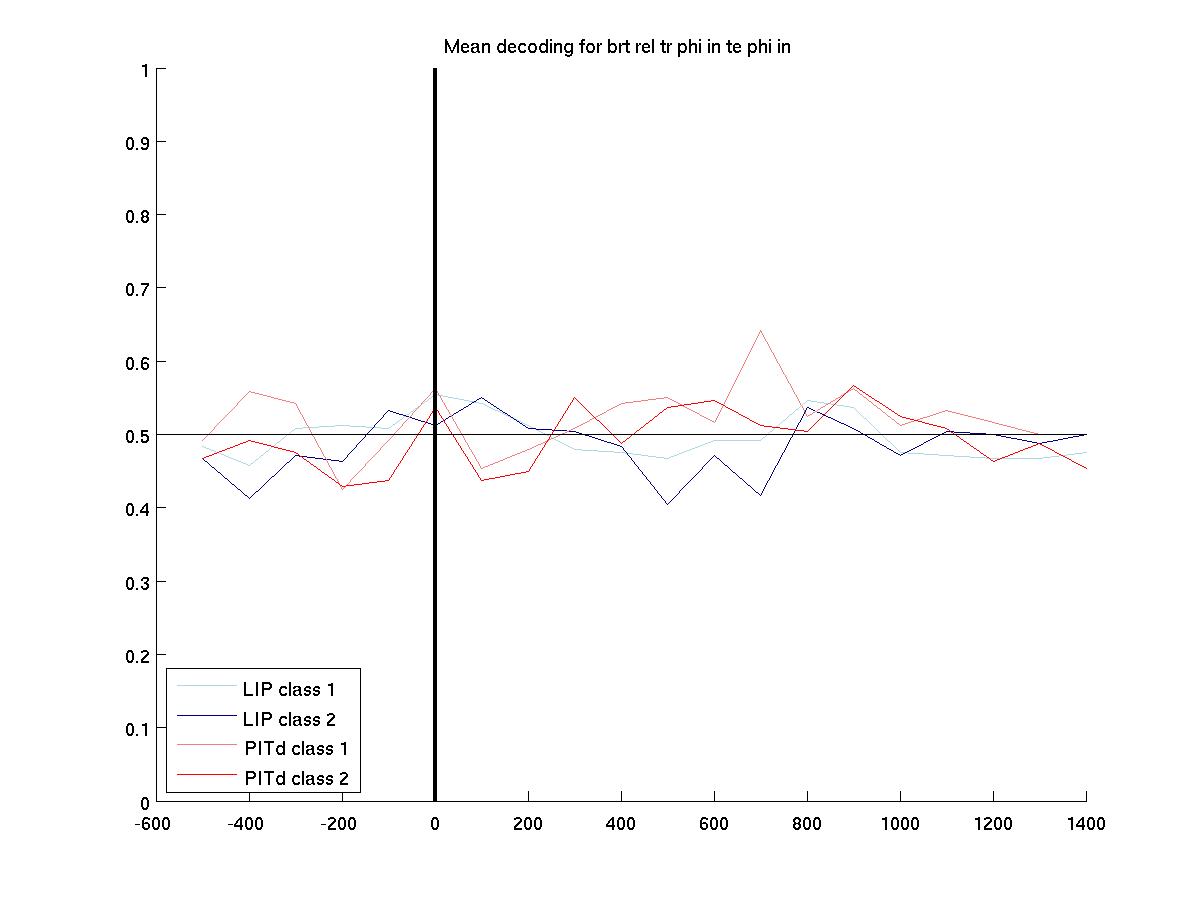 Mean decoding for brt rel tr phi in te phi in
1
0.9
0.8
0.7
0.6
0.5
0.4
0.3
0.2
0.1
0
LIP class 1
LIP class 2
PITd class 1
PITd class 2
-600 -400 -200 0 200 400 600 800 1000 1200 1400